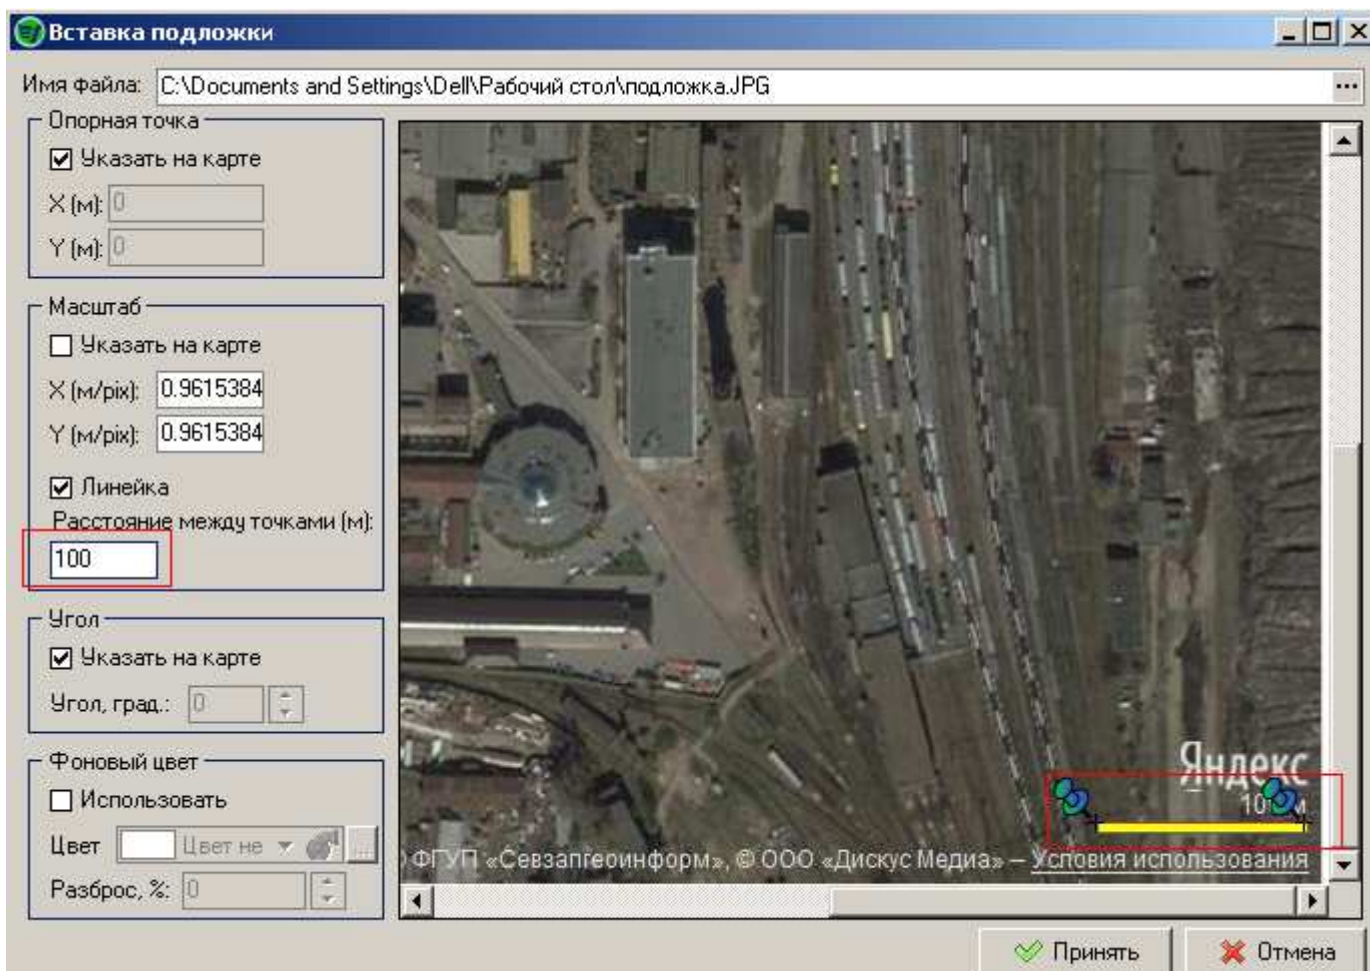 Вставка подложки
Имя файла: C:\Documents and Settings\Dell\Рабочий стол\подложка.JPG ...
Опорная точка
Указать на карте
X (м): 0
Y (м): 0
Масштаб
Указать на карте
X (м/pix): 0.9615384
Y (м/pix): 0.9615384
Линейка
Расстояние между точками (м):
100
Угол
Указать на карте
Угол, град.: 0
Фоновый цвет
Использовать
Цвет Цвет не ...
Разброс, %: 0
Яндекс
м
ФГУП «Севзапгеоинформ», © ООО «Дискус Медиа» – Условия использования
Принять
Отмена